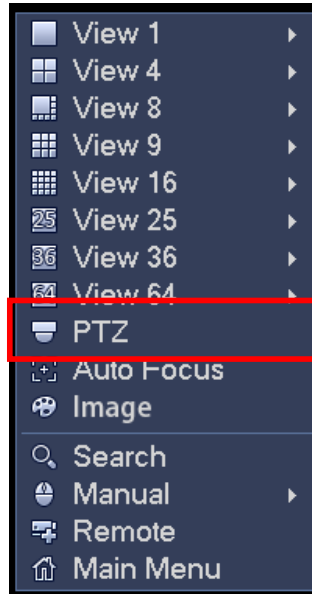 View 1
View 4
View 8
View 9
View 16
25 View 25
36 View 36
64 View 64
PTZ
Auto Focus
Image
Search
Manual
Remote
Main Menu